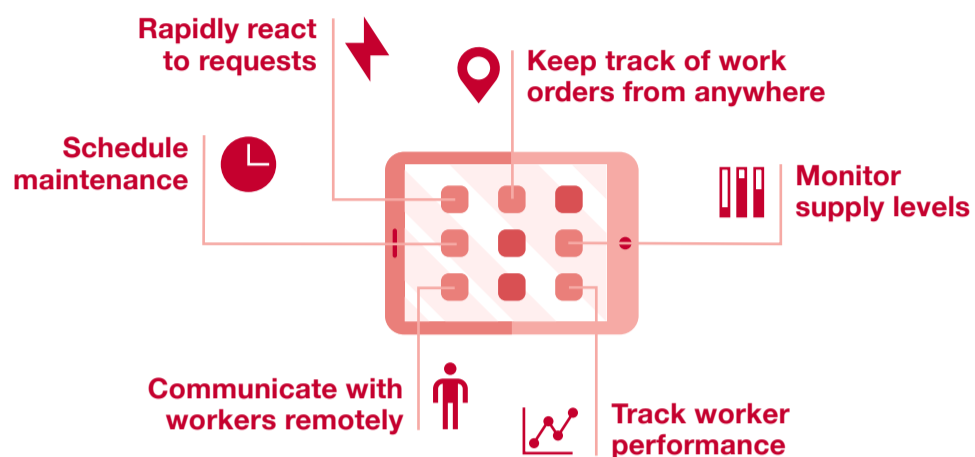 Rapidly react
to requests
Keep track of work
orders from anywhere
Schedule
maintenance
Monitor
supply levels
Communicate with
workers remotely
Track worker
performance